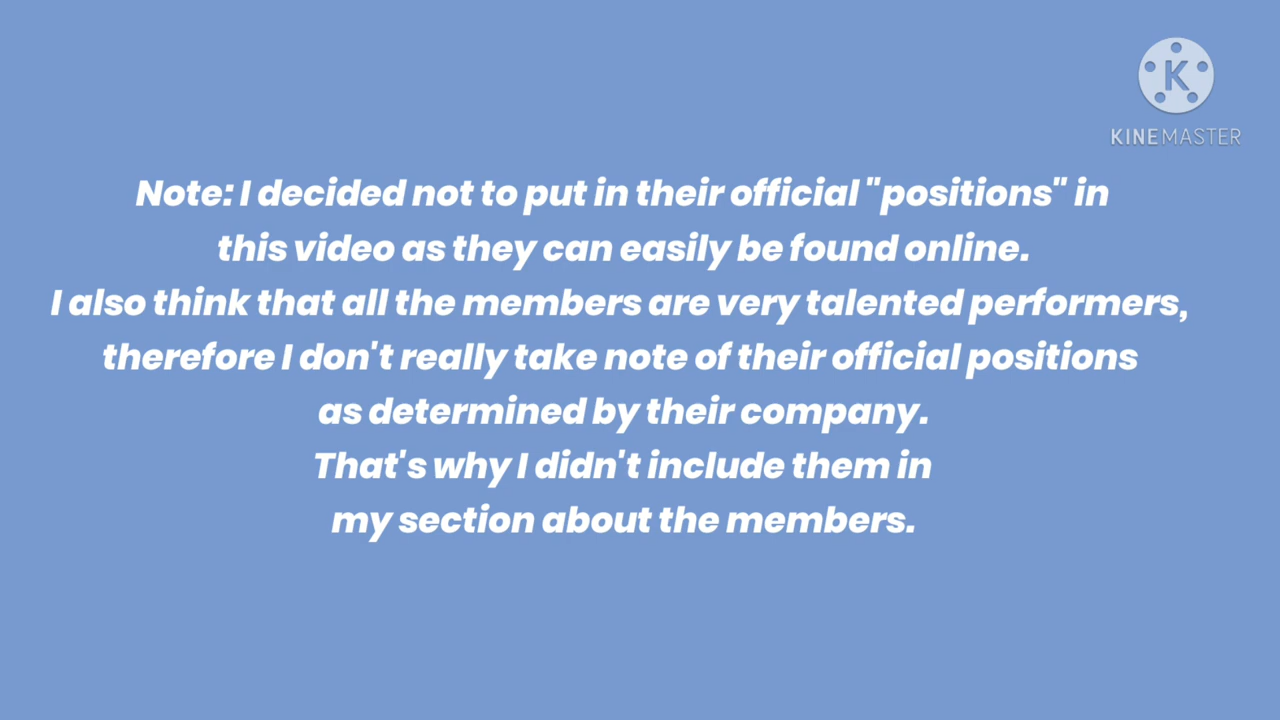 K
KINEMASTER
Note: I decided not to put in their official "positions" in
this video as they can easily be found online.
I also think that all the members are very talented performers,
therefore I don't really take note of their official positions
as determined by their company.
That's why I didn't include them in
my section about the members.